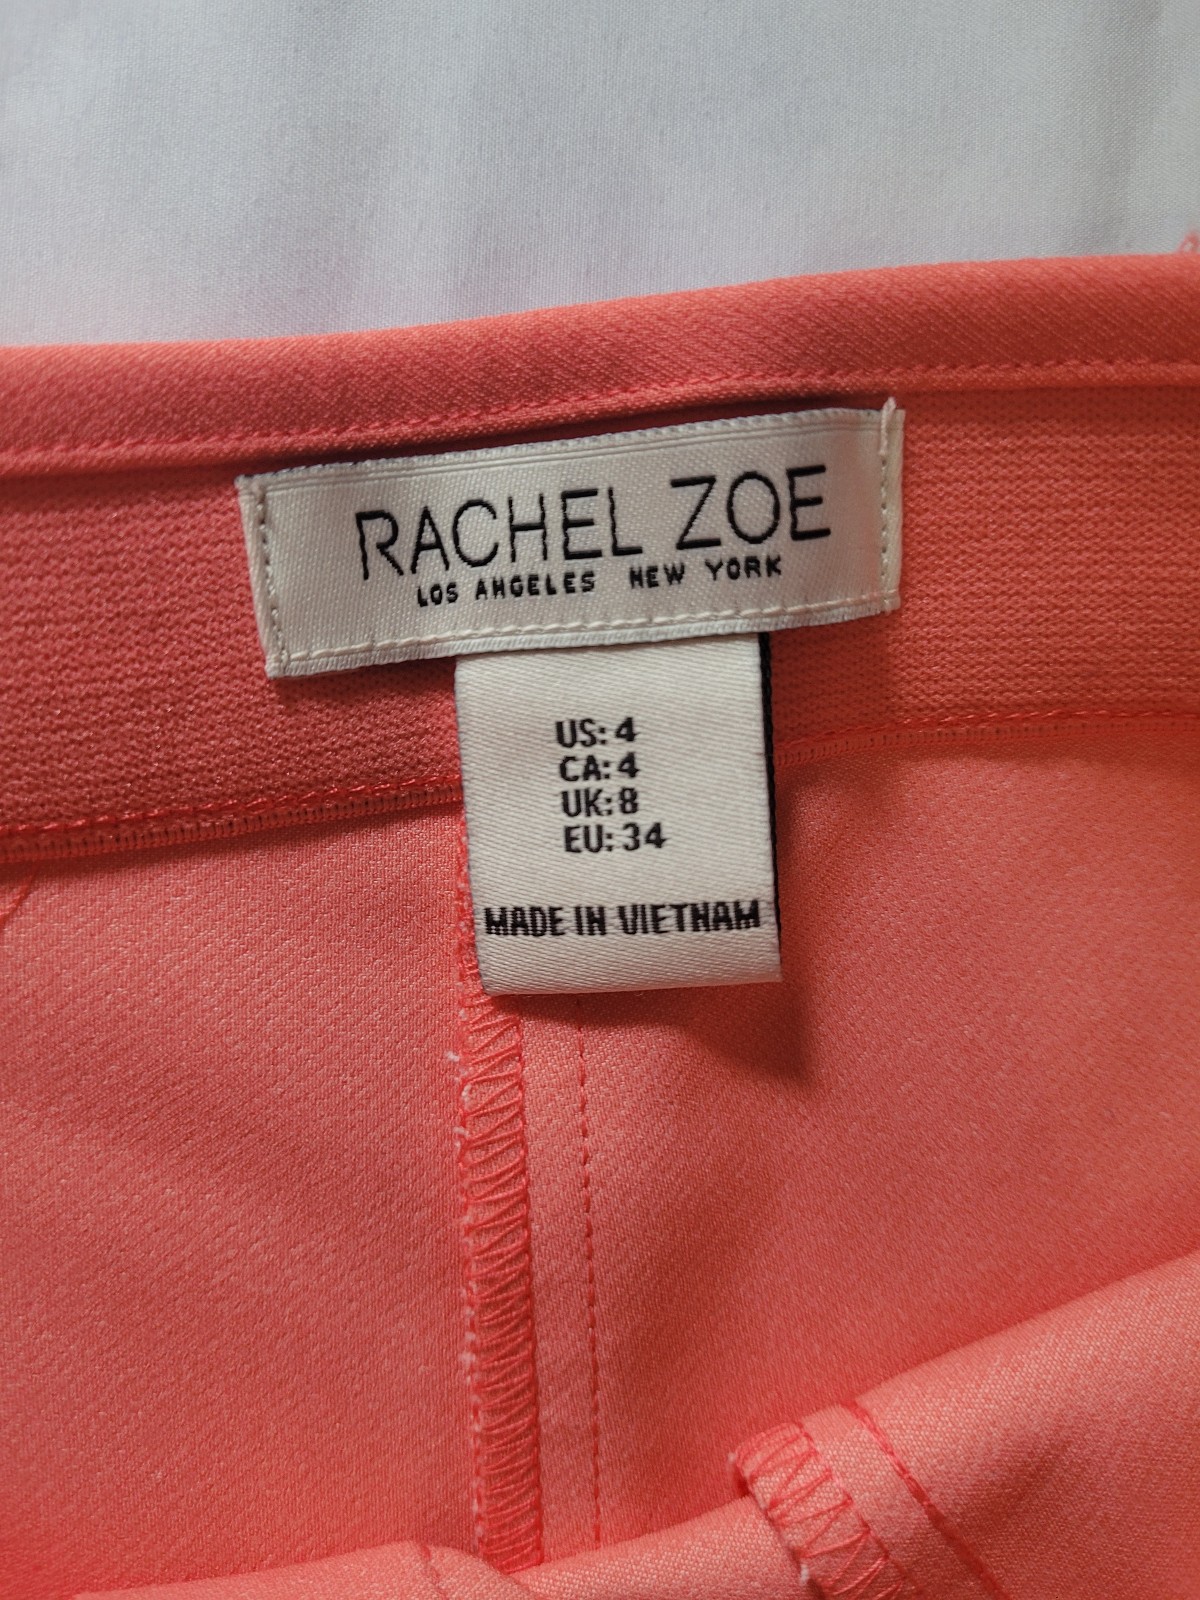 RACHEL ZOE
LOS ANGELES NEW YORK
US: 4
CA: 4
UK: 8
EU: 34
MADE IN VIETNAM